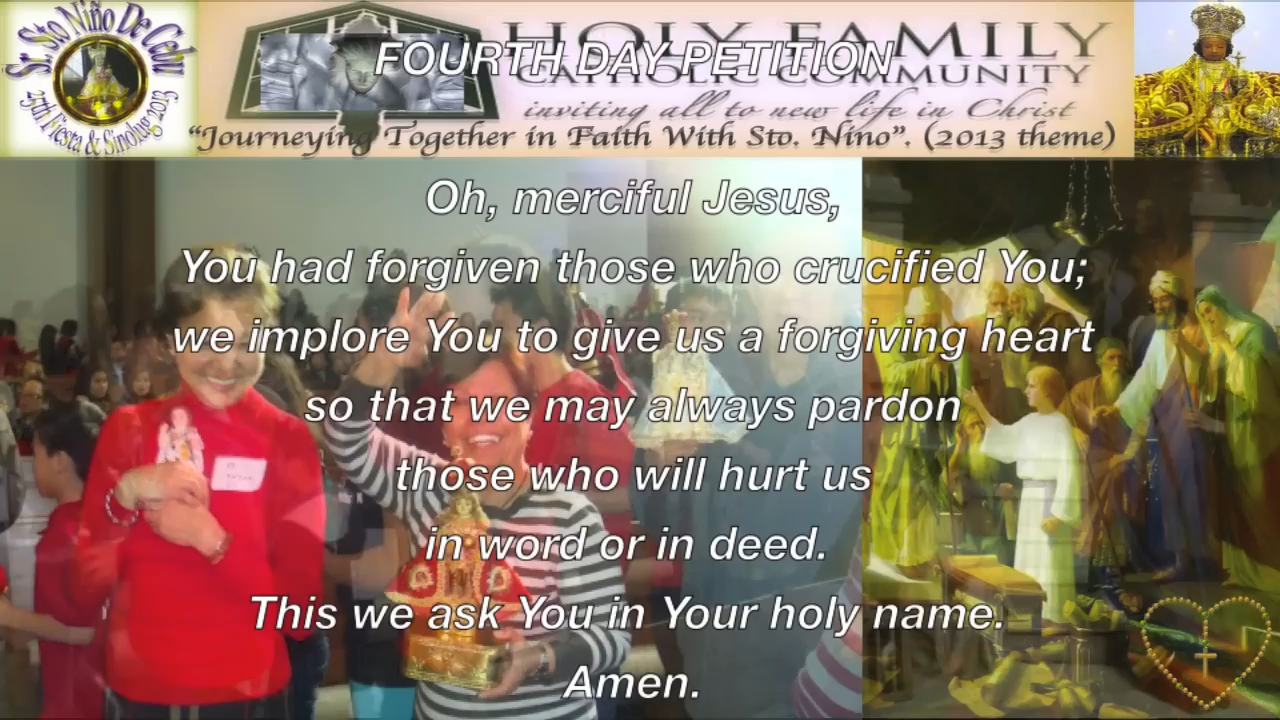 Sr. Sto Niño De Cebu
25th Fiesta & Sinulog 2013
HOLY FAMILY
FOURTH DAY PETITION
CATHOLIC COMMUNITY
inviting all to new life in Christ
“Journeying Together in Faith With Sto. Nino”. (2013 theme)
Oh, merciful Jesus,
You had forgiven those who crucified You;
we implore You to give us a forgiving heart
so that we may always pardon
those who will hurt us
in word or in deed.
This we ask You in Your holy name.
Amen.